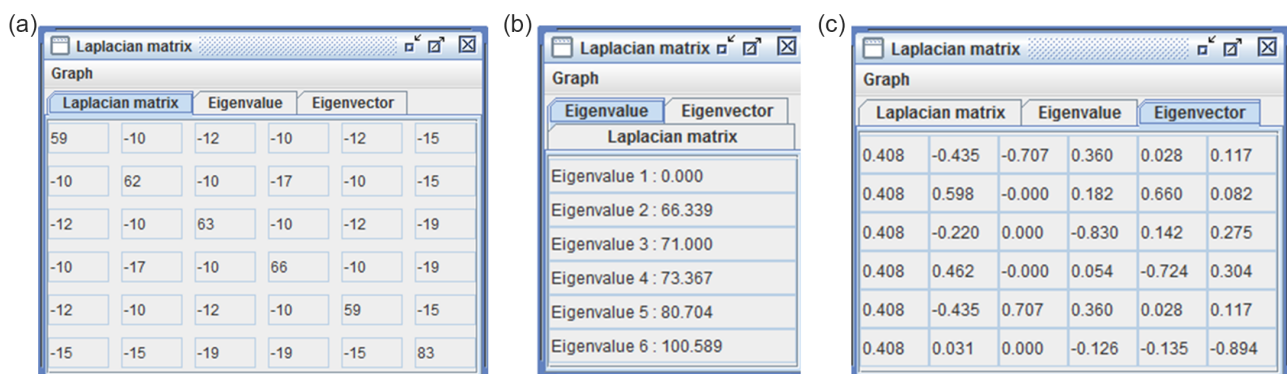 (a)
Laplacian matrix
Graph
Laplacian matrix Eigenvalue Eigenvector
59 -10 -12 -10 -12 -15
-10 62 -10 -17 -10 -15
-12 -10 63 -10 -12 -19
-10 -17 -10 66 -10 -19
-12 -10 -12 -10 59 -15
-15 -15 -19 -19 -15 83
(b)
Laplacian matrix
Graph
Eigenvalue Eigenvector
Laplacian matrix
Eigenvalue 1 : 0.000
Eigenvalue 2 : 66.339
Eigenvalue 3 : 71.000
Eigenvalue 4 : 73.367
Eigenvalue 5 : 80.704
Eigenvalue 6 : 100.589
(c)
Laplacian matrix
Graph
Laplacian matrix Eigenvalue Eigenvector
0.408 -0.435 -0.707 0.360 0.028 0.117
0.408 0.598 -0.000 0.182 0.660 0.082
0.408 -0.220 0.000 -0.830 0.142 0.275
0.408 0.462 -0.000 0.054 -0.724 0.304
0.408 -0.435 0.707 0.360 0.028 0.117
0.408 0.031 0.000 -0.126 -0.135 -0.894